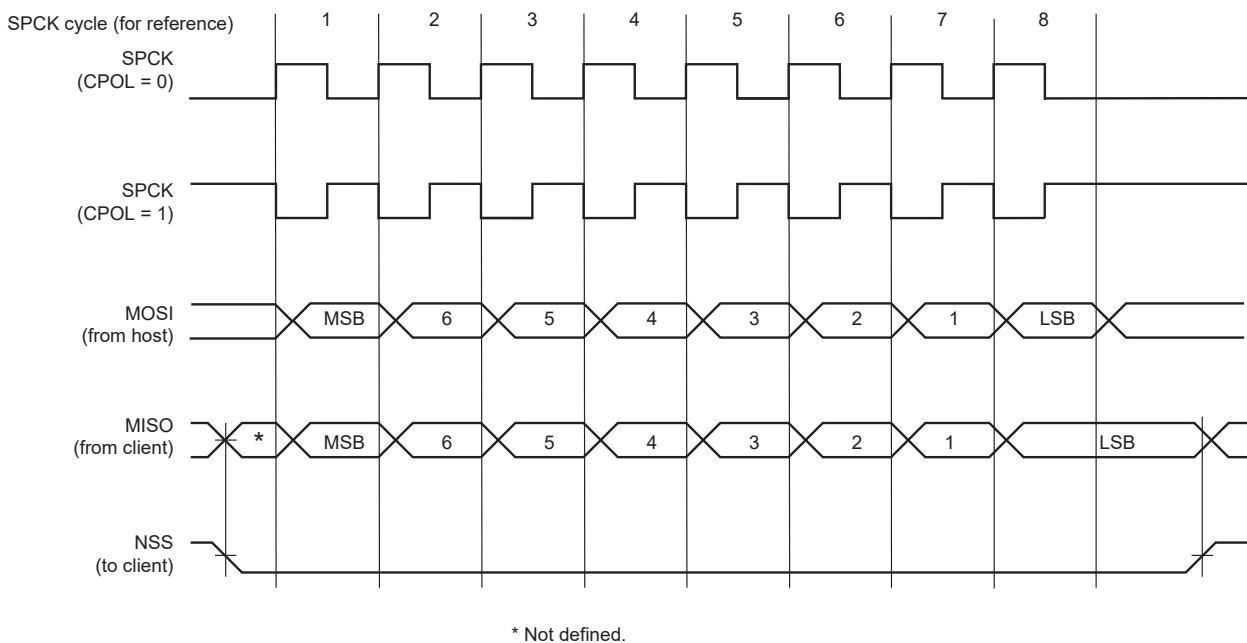 SPCK cycle (for reference) 1 2 3 4 5 6 7 8
SPCK
(CPOL = 0)
SPCK
(CPOL = 1)
MOSI
(from host)
MSB 6 5 4 3 2 1 LSB
MISO
(from client)
* MSB 6 5 4 3 2 1 LSB
NSS
(to client)
* Not defined.